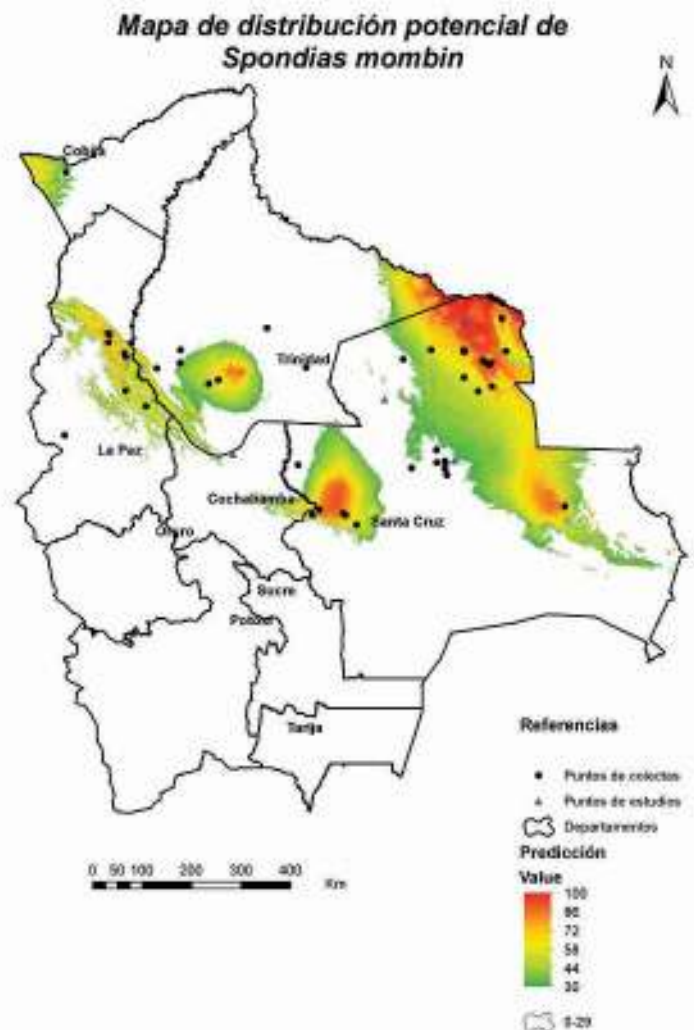 Mapa de distribución potencial de
Spondias mombin
N
Cobija
Trinidad
La Paz
Cochabamba
Santa Cruz
Oruro
Sucre
Potosí
Tarija
Referencias
Puntos de colectas
Puntos de estudios
Departamentos
Predicción
Value
100
86
72
58
44
30
0-29
0 50 100 200 300 400
Km